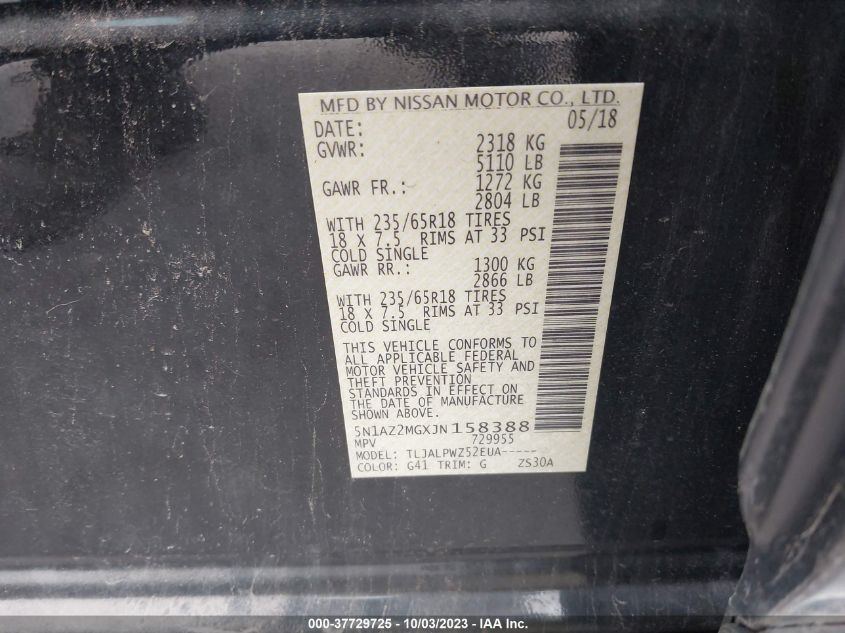 MFD BY NISSAN MOTOR CO., LTD.
DATE: 05/18
GVWR: 2318 KG
5110 LB
GAWR FR.: 1272 KG
2804 LB
WITH 235/65R18 TIRES
18 X 7.5 RIMS AT 33 PSI
COLD SINGLE
GAWR RR.: 1300 KG
2866 LB
WITH 235/65R18 TIRES
18 X 7.5 RIMS AT 33 PSI
COLD SINGLE
THIS VEHICLE CONFORMS TO
ALL APPLICABLE FEDERAL
MOTOR VEHICLE SAFETY AND
THEFT PREVENTION
STANDARDS IN EFFECT ON
THE DATE OF MANUFACTURE
SHOWN ABOVE.
5N1AZ2MGXJN158388
MPV 729955
MODEL: TLJALPWZ52EUA-----
COLOR: G41 TRIM: G ZS30A
000-37729725 - 10/03/2023 - IAA Inc.